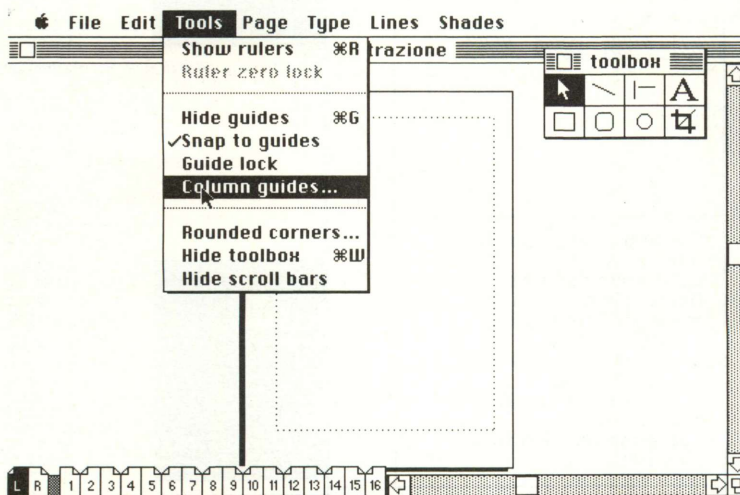 File Edit Tools Page Type Lines Shades
trazione
Show rulers ⌘R
Ruler zero lock
Hide guides ⌘G
✓Snap to guides
Guide lock
Column guides...
Rounded corners...
Hide toolbox ⌘W
Hide scroll bars
toolbox
A
L R 1 2 3 4 5 6 7 8 9 10 11 12 13 14 15 16